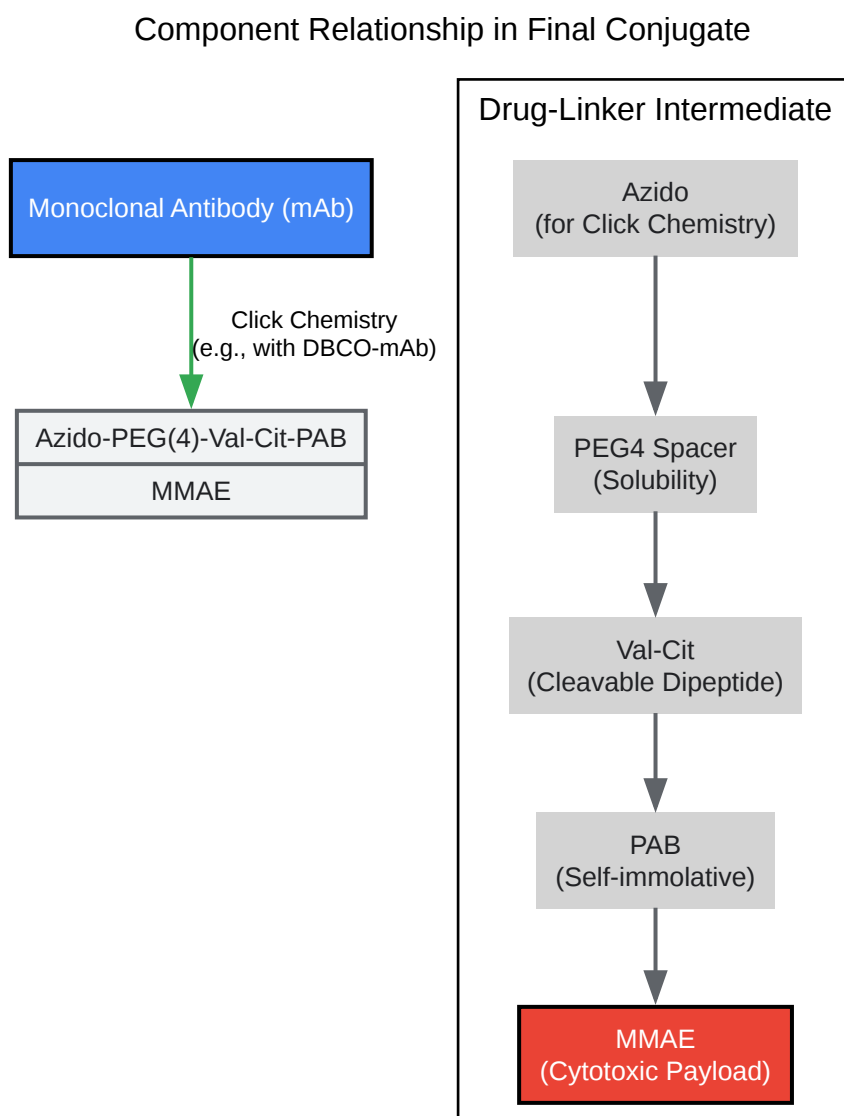 Component Relationship in Final Conjugate
Monoclonal Antibody (mAb)
Click Chemistry
(e.g., with DBCO-mAb)
Azido-PEG(4)-Val-Cit-PAB
MMAE
Drug-Linker Intermediate
Azido
(for Click Chemistry)
PEG4 Spacer
(Solubility)
Val-Cit
(Cleavable Dipeptide)
PAB
(Self-immolative)
MMAE
(Cytotoxic Payload)